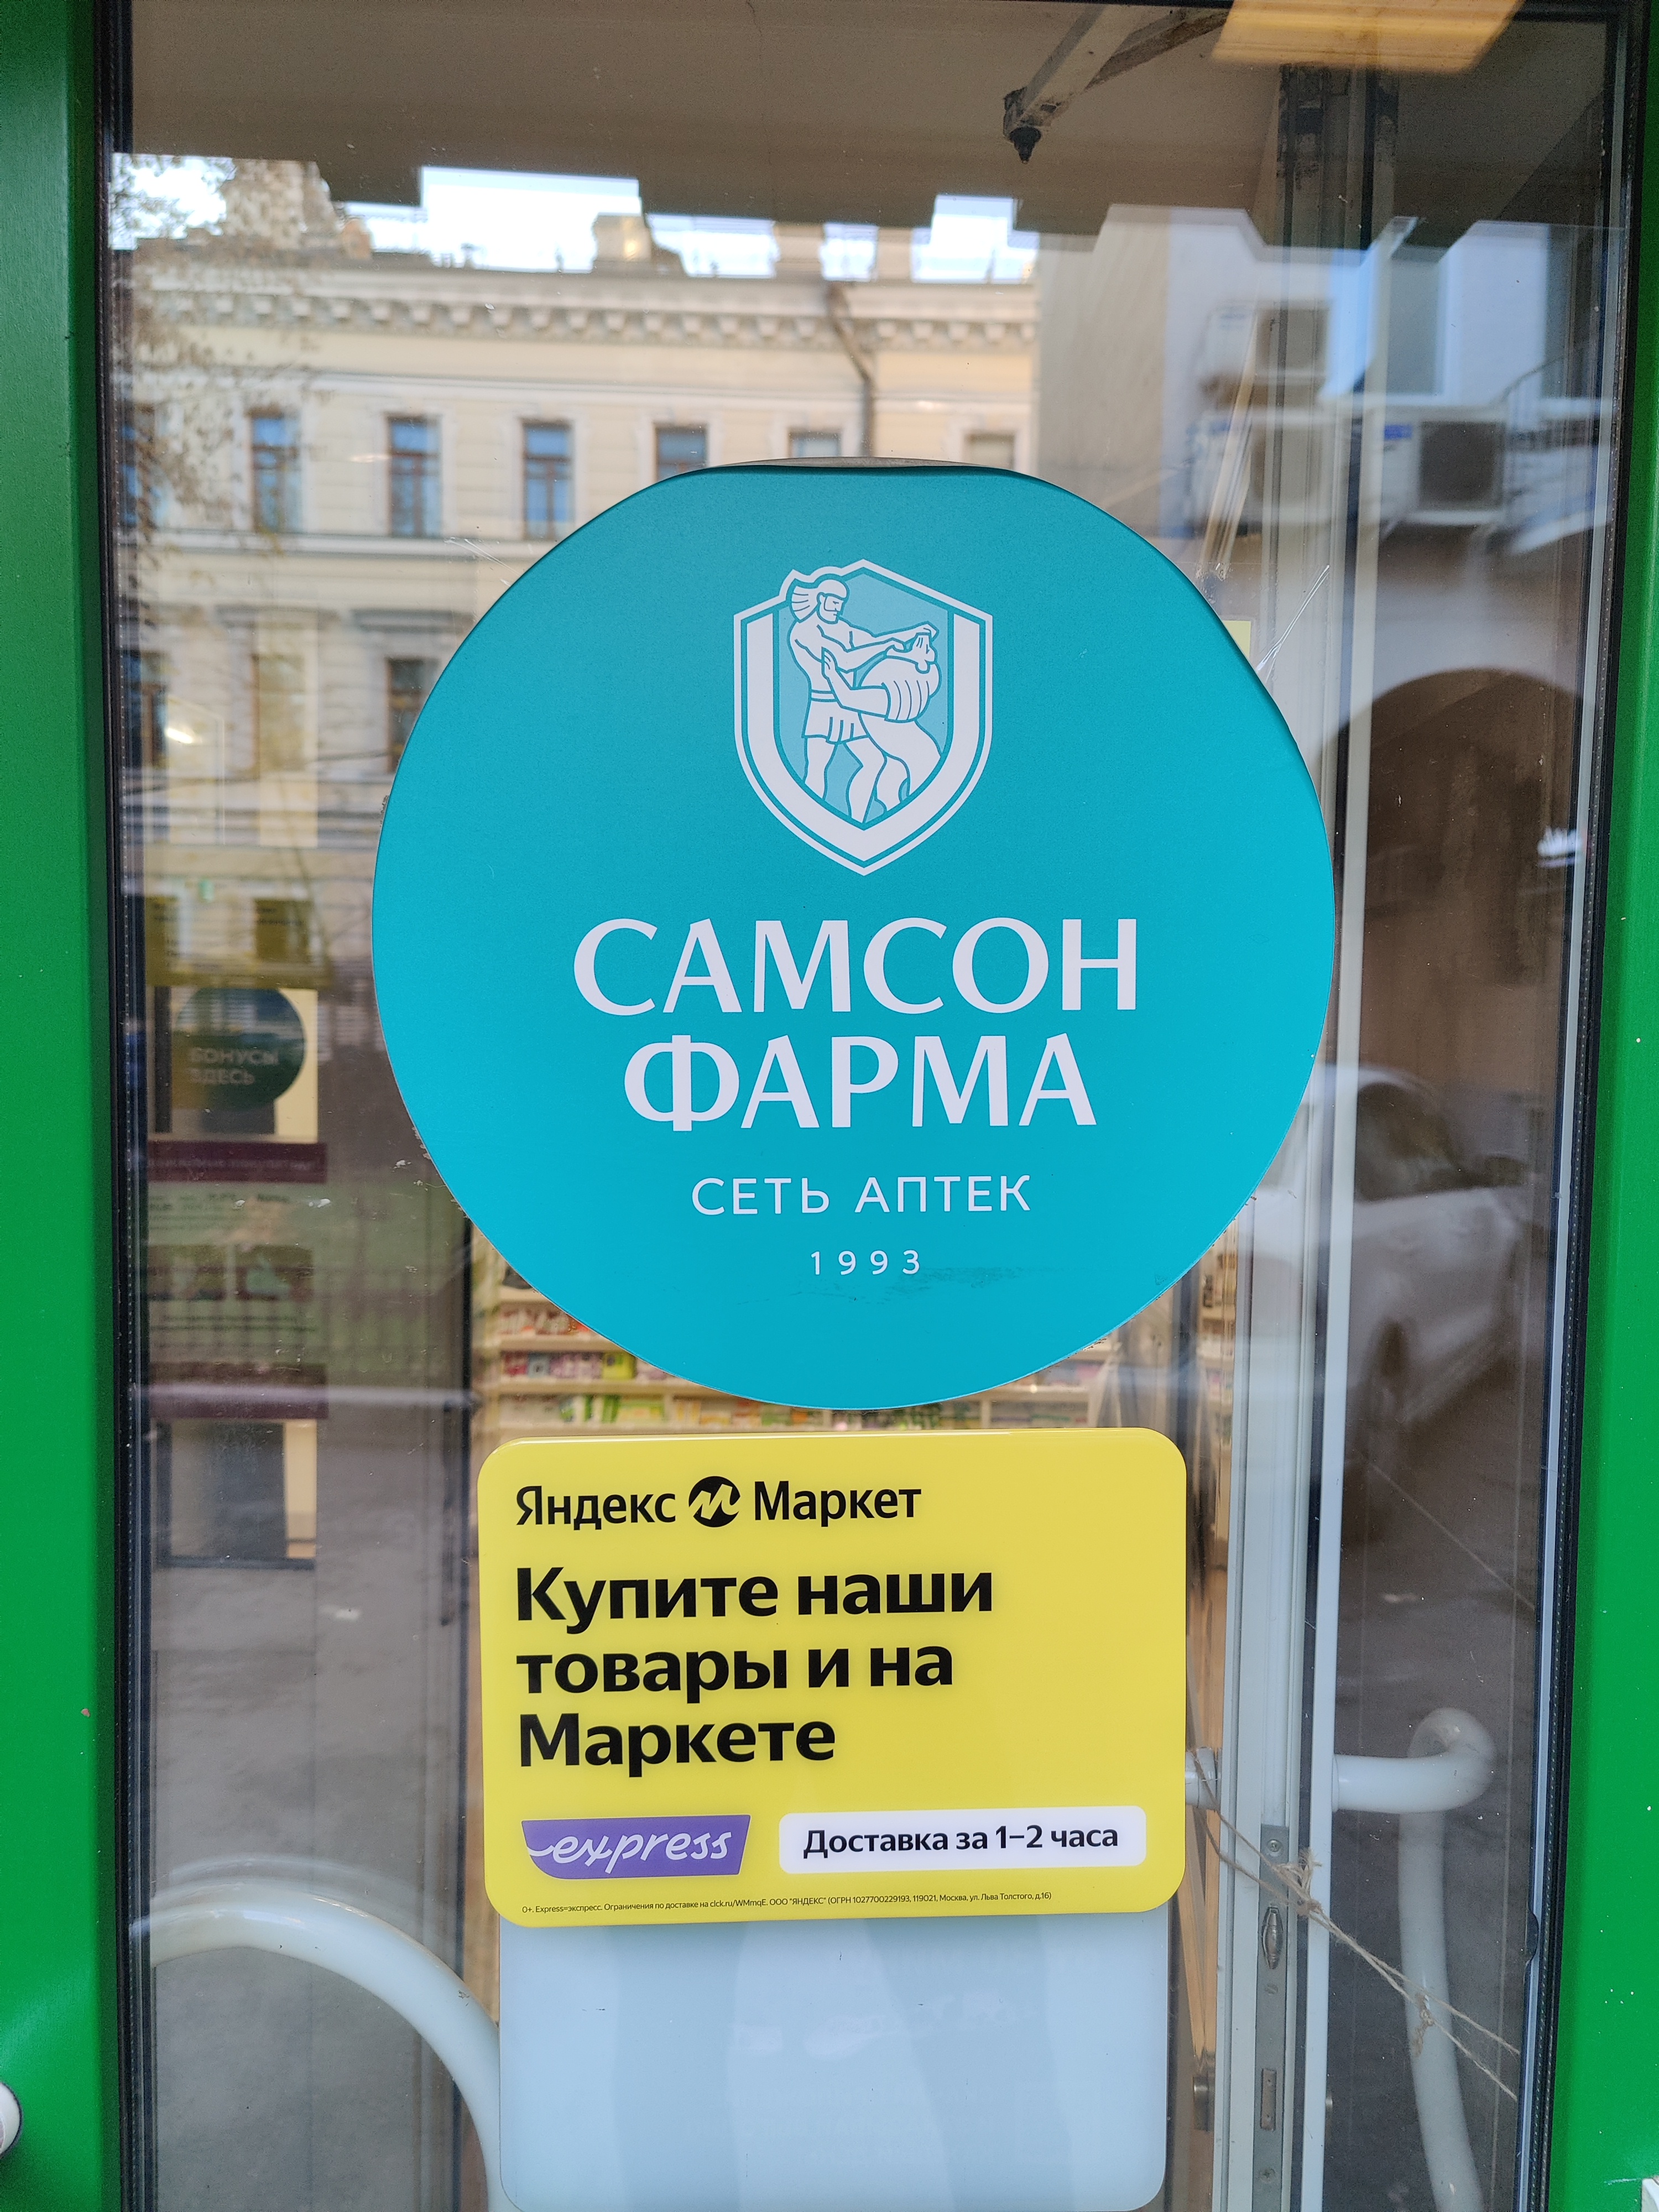 САМСОН
ФАРМА
СЕТЬ АПТЕК
1993
БОНУСЫ
ЗДЕСЬ
Яндекс Маркет
Купите наши
товары и на
Маркете
express
Доставка за 1–2 часа
0+. Express=экспресс. Ограничения по доставке на clck.ru/WMmqE. ООО "ЯНДЕКС" (ОГРН 1027700229193, 119021, Москва, ул. Льва Толстого, д.16)